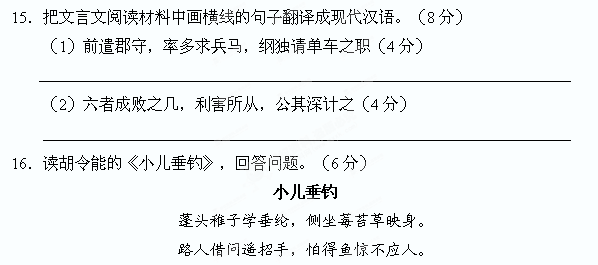 15．把文言文阅读材料中画横线的句子翻译成现代汉语。（8 分）
（1）前遣郡守，率多求兵马，纲独请单车之职（4 分）
（2）六者成败之几，利害所从，公其深计之（4 分）
16．读胡令能的《小儿垂钓》，回答问题。（6 分）
小儿垂钓
蓬头稚子学垂纶，侧坐莓苔草映身。
路人借问遥招手，怕得鱼惊不应人。